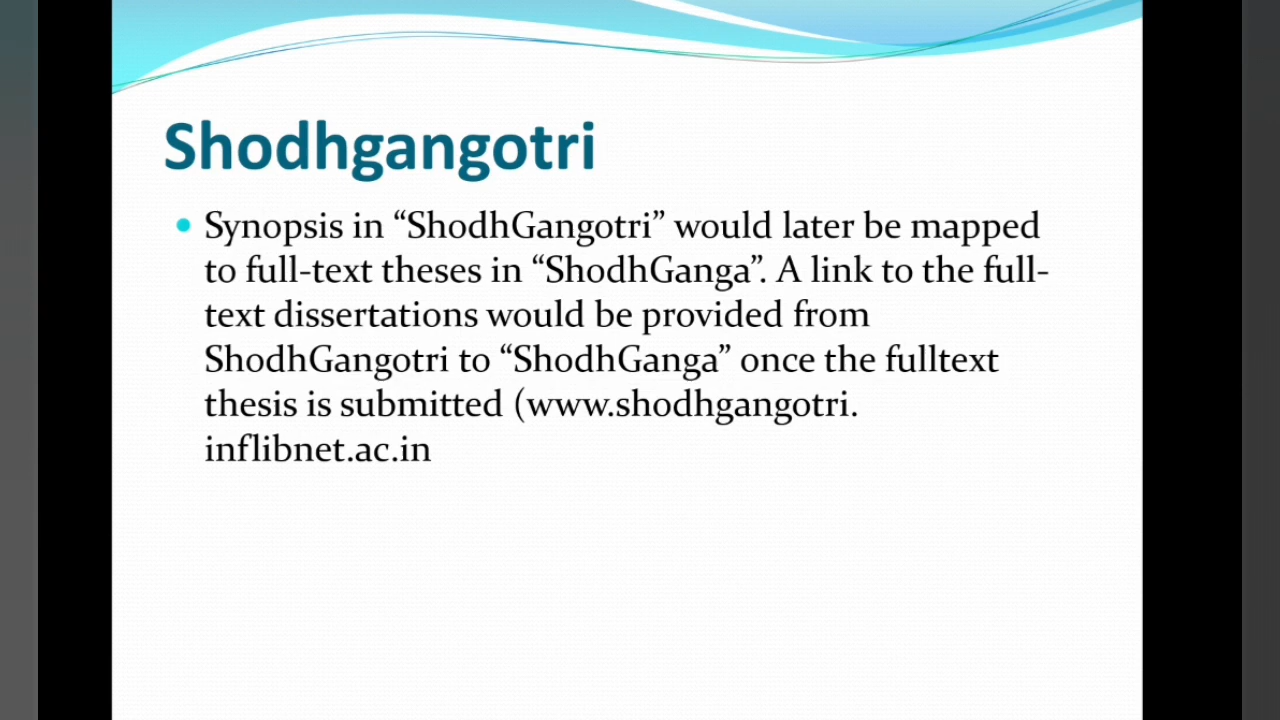 Shodhgangotri
• Synopsis in “ShodhGangotri” would later be mapped
to full-text theses in “ShodhGanga”. A link to the full-
text dissertations would be provided from
ShodhGangotri to “ShodhGanga” once the fulltext
thesis is submitted (www.shodhgangotri.
inflibnet.ac.in